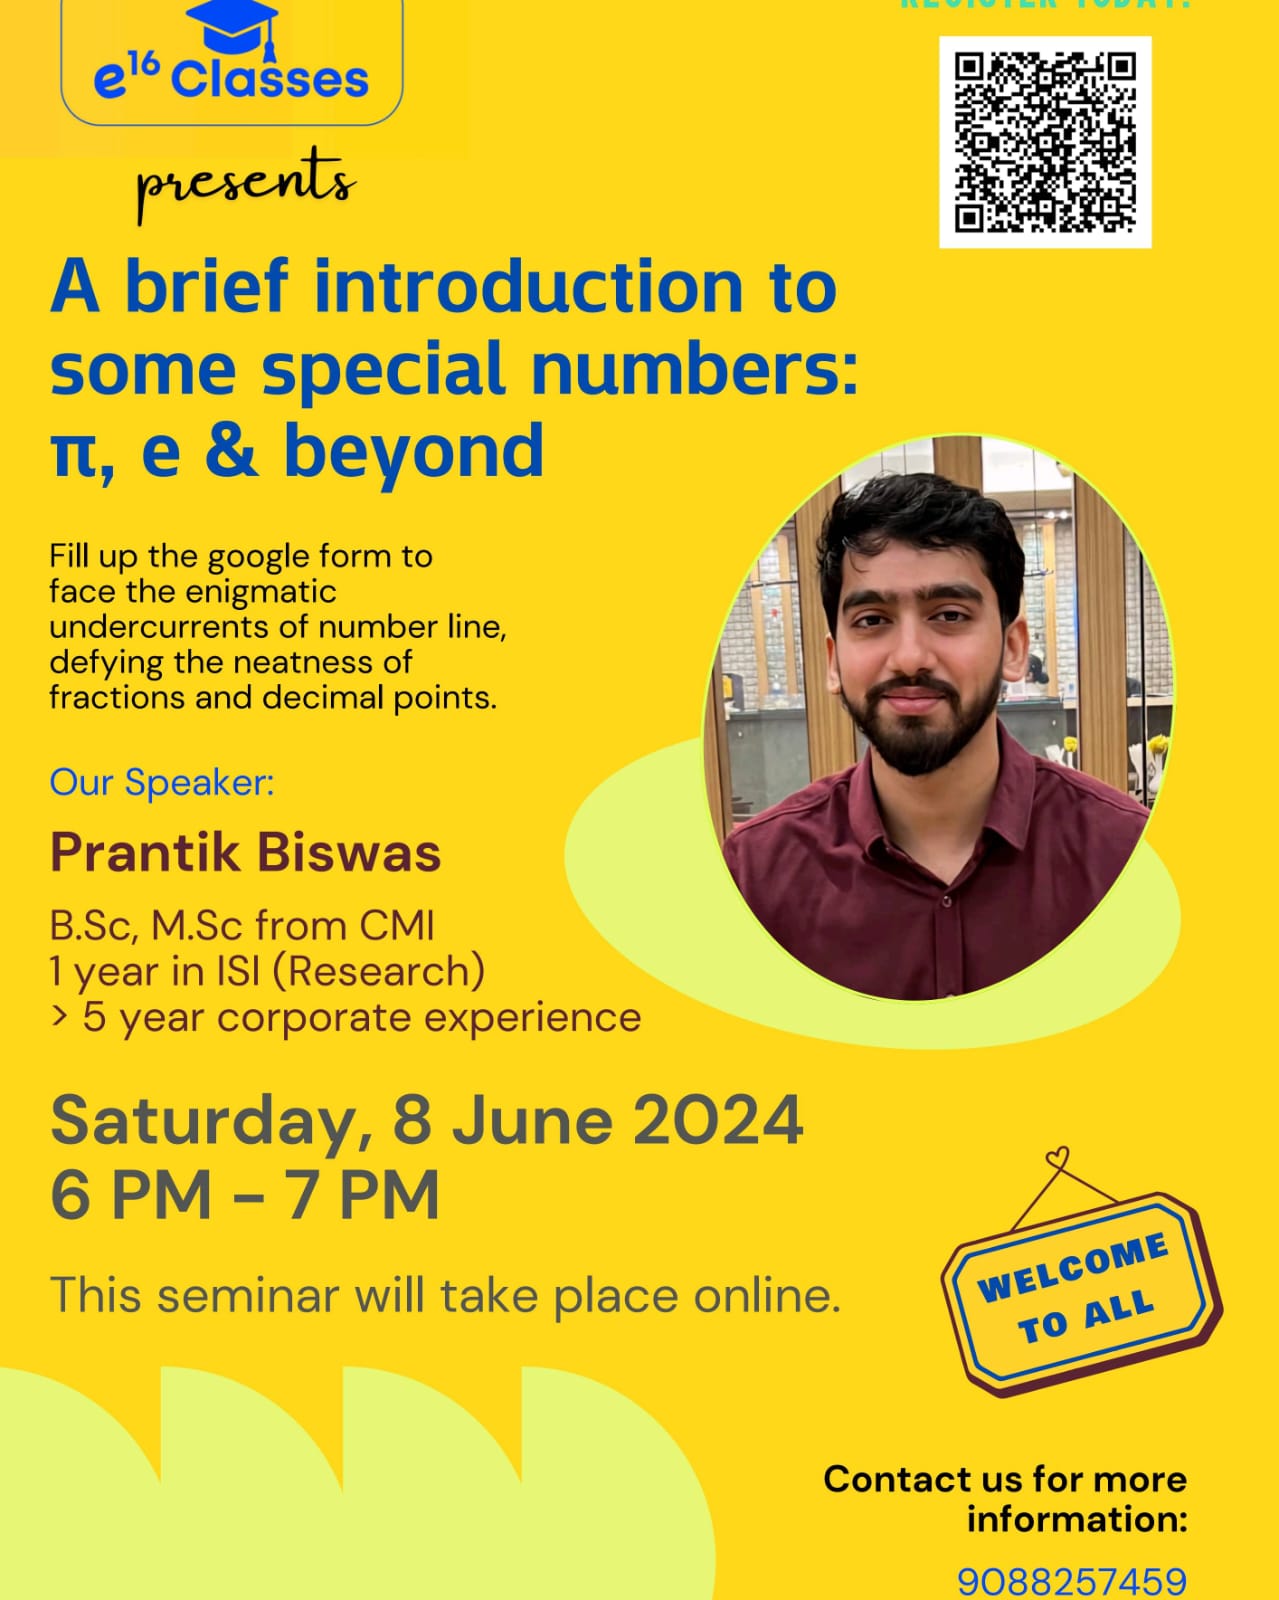 REGISTER TODAY!
e¹⁶ Classes
presents
A brief introduction to
some special numbers:
π, e & beyond
Fill up the google form to
face the enigmatic
undercurrents of number line,
defying the neatness of
fractions and decimal points.
Our Speaker:
Prantik Biswas
B.Sc, M.Sc from CMI
1 year in ISI (Research)
> 5 year corporate experience
Saturday, 8 June 2024
6 PM – 7 PM
This seminar will take place online.
WELCOME
TO ALL
Contact us for more
information:
9088257459